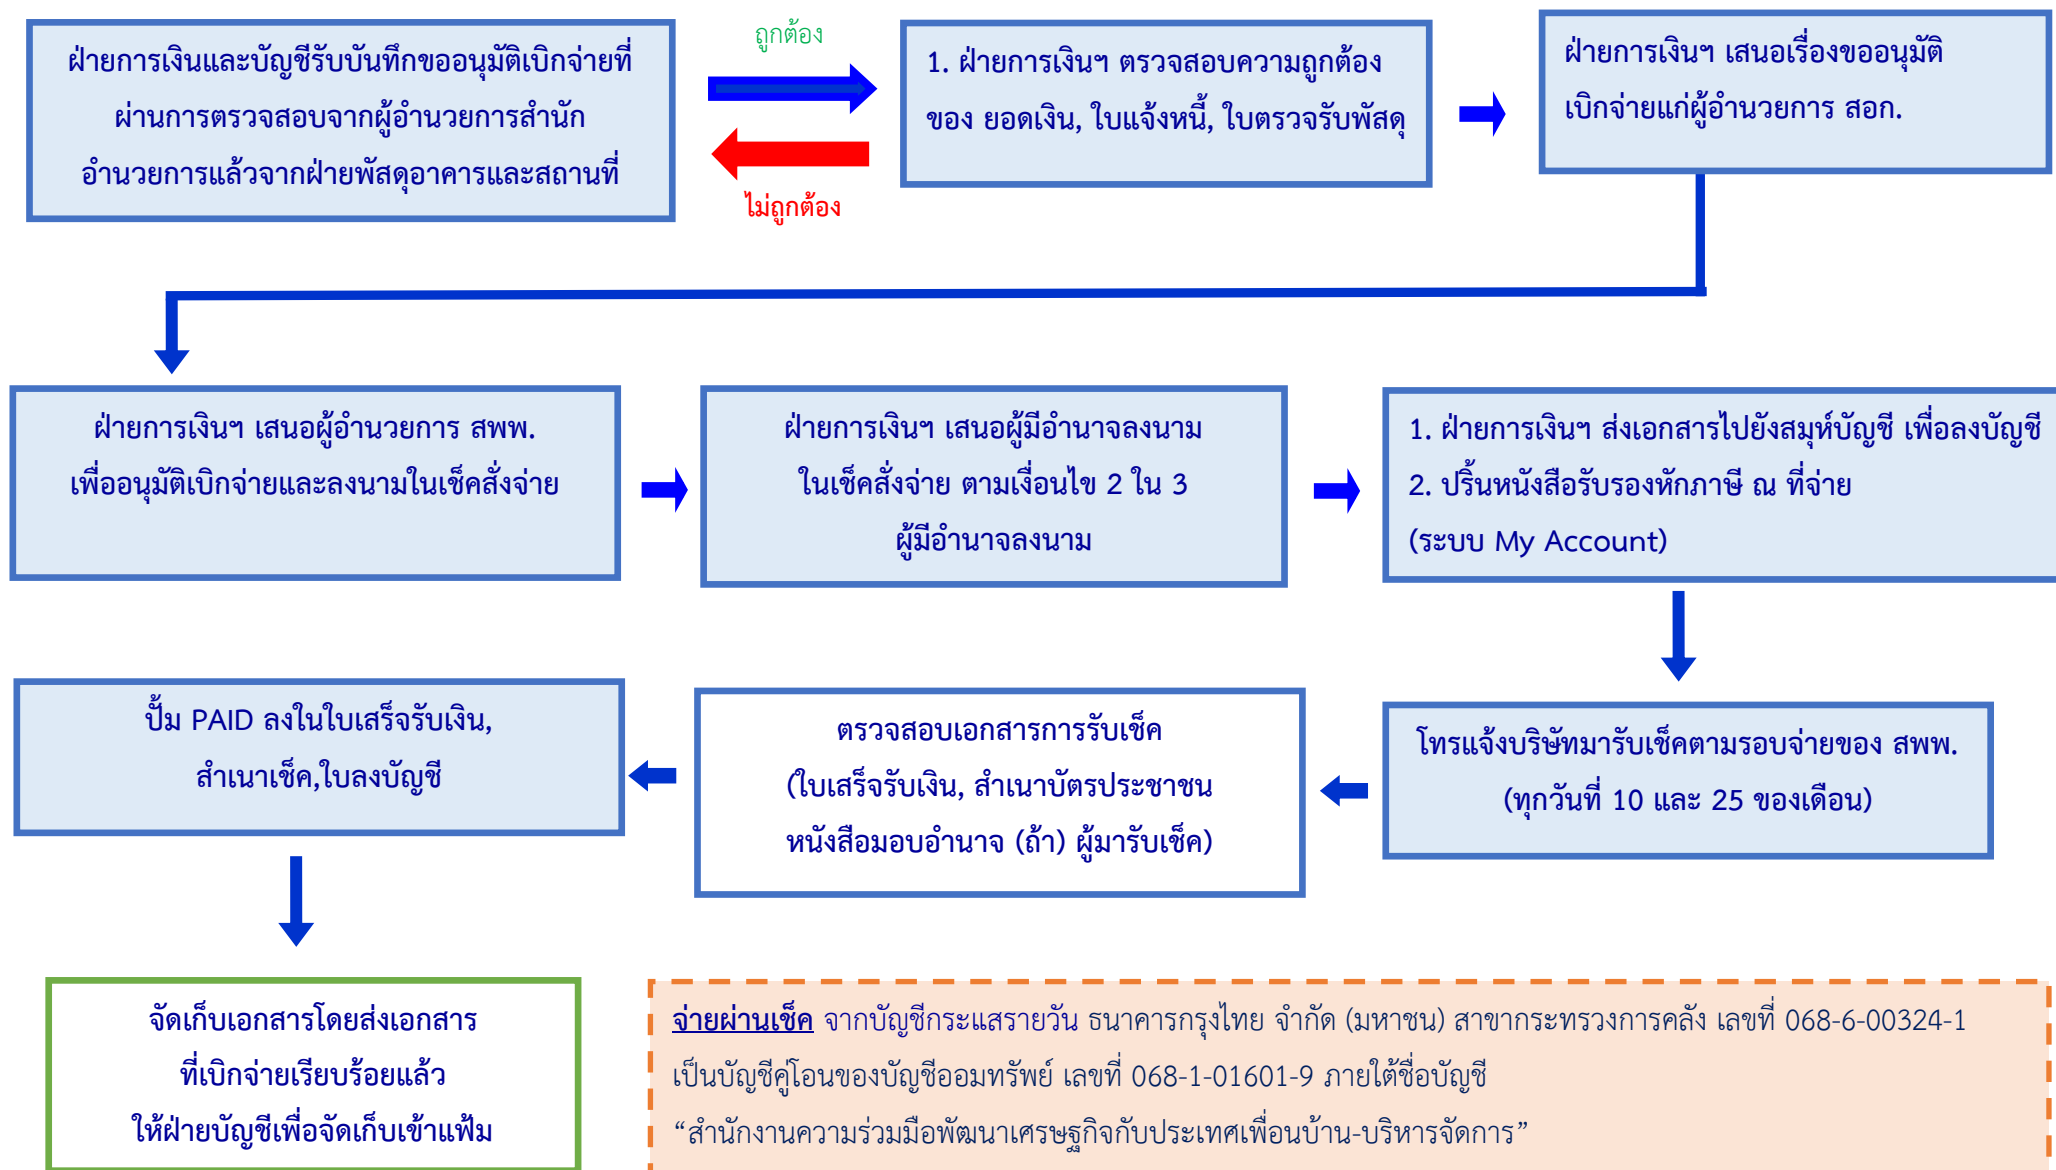 ฝ่ายการเงินและบัญชีรับบันทึกขออนุมัติเบิกจ่ายที่
ผ่านการตรวจสอบจากผู้อำนวยการสำนัก
อำนวยการแล้วจากฝ่ายพัสดุอาคารและสถานที่
ถูกต้อง
ไม่ถูกต้อง
1. ฝ่ายการเงินฯ ตรวจสอบความถูกต้อง
ของ ยอดเงิน, ใบแจ้งหนี้, ใบตรวจรับพัสดุ
ฝ่ายการเงินฯ เสนอเรื่องขออนุมัติ
เบิกจ่ายแก่ผู้อำนวยการ สอก.
ฝ่ายการเงินฯ เสนอผู้อำนวยการ สพพ.
เพื่ออนุมัติเบิกจ่ายและลงนามในเช็คสั่งจ่าย
ฝ่ายการเงินฯ เสนอผู้มีอำนาจลงนาม
ในเช็คสั่งจ่าย ตามเงื่อนไข 2 ใน 3
ผู้มีอำนาจลงนาม
1. ฝ่ายการเงินฯ ส่งเอกสารไปยังสมุห์บัญชี เพื่อลงบัญชี
2. ปริ้นหนังสือรับรองหักภาษี ณ ที่จ่าย
(ระบบ My Account)
โทรแจ้งบริษัทมารับเช็คตามรอบจ่ายของ สพพ.
(ทุกวันที่ 10 และ 25 ของเดือน)
ตรวจสอบเอกสารการรับเช็ค
(ใบเสร็จรับเงิน, สำเนาบัตรประชาชน
หนังสือมอบอำนาจ (ถ้า) ผู้มารับเช็ค)
ปั๊ม PAID ลงในใบเสร็จรับเงิน,
สำเนาเช็ค,ใบลงบัญชี
จัดเก็บเอกสารโดยส่งเอกสาร
ที่เบิกจ่ายเรียบร้อยแล้ว
ให้ฝ่ายบัญชีเพื่อจัดเก็บเข้าแฟ้ม
จ่ายผ่านเช็ค จากบัญชีกระแสรายวัน ธนาคารกรุงไทย จำกัด (มหาชน) สาขากระทรวงการคลัง เลขที่ 068-6-00324-1
เป็นบัญชีคู่โอนของบัญชีออมทรัพย์ เลขที่ 068-1-01601-9 ภายใต้ชื่อบัญชี
“สำนักงานความร่วมมือพัฒนาเศรษฐกิจกับประเทศเพื่อนบ้าน-บริหารจัดการ”